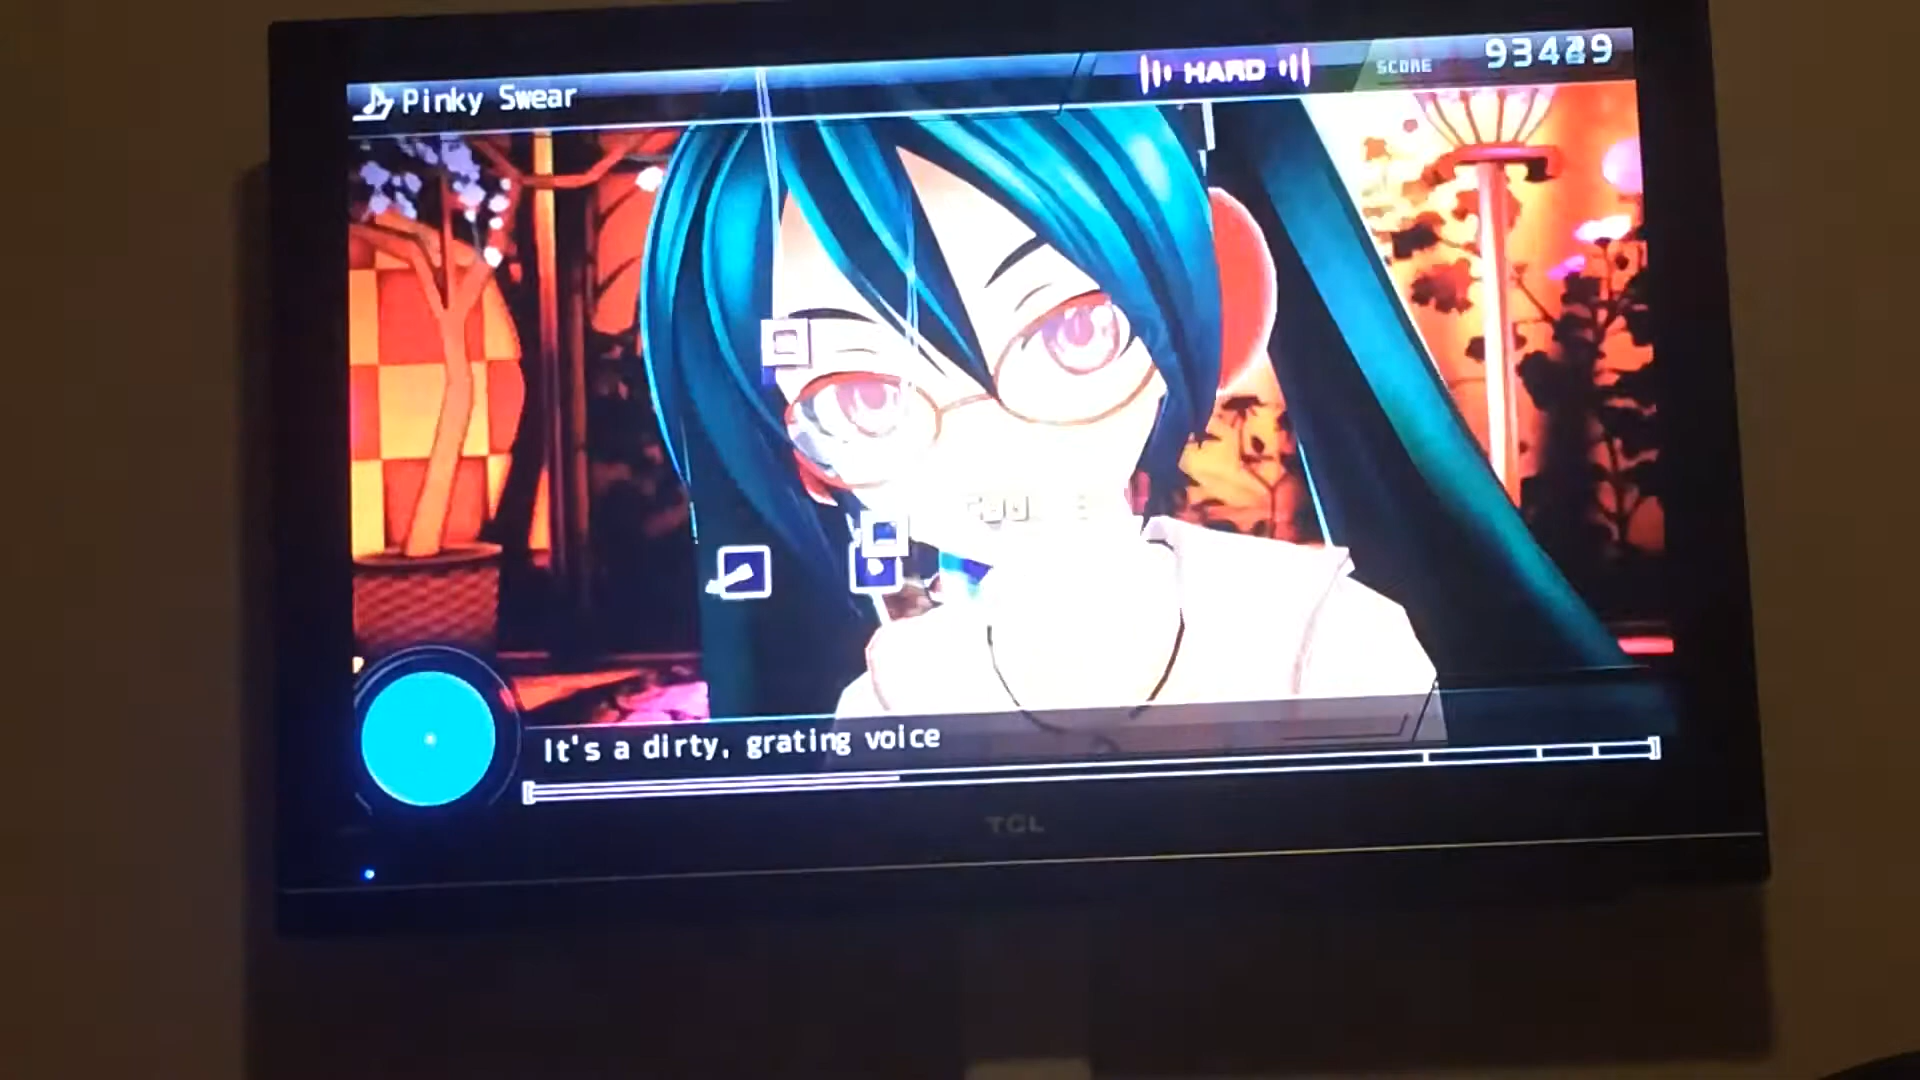 Pinky Swear
HARD
SCORE
It's a dirty, grating voice
TCL